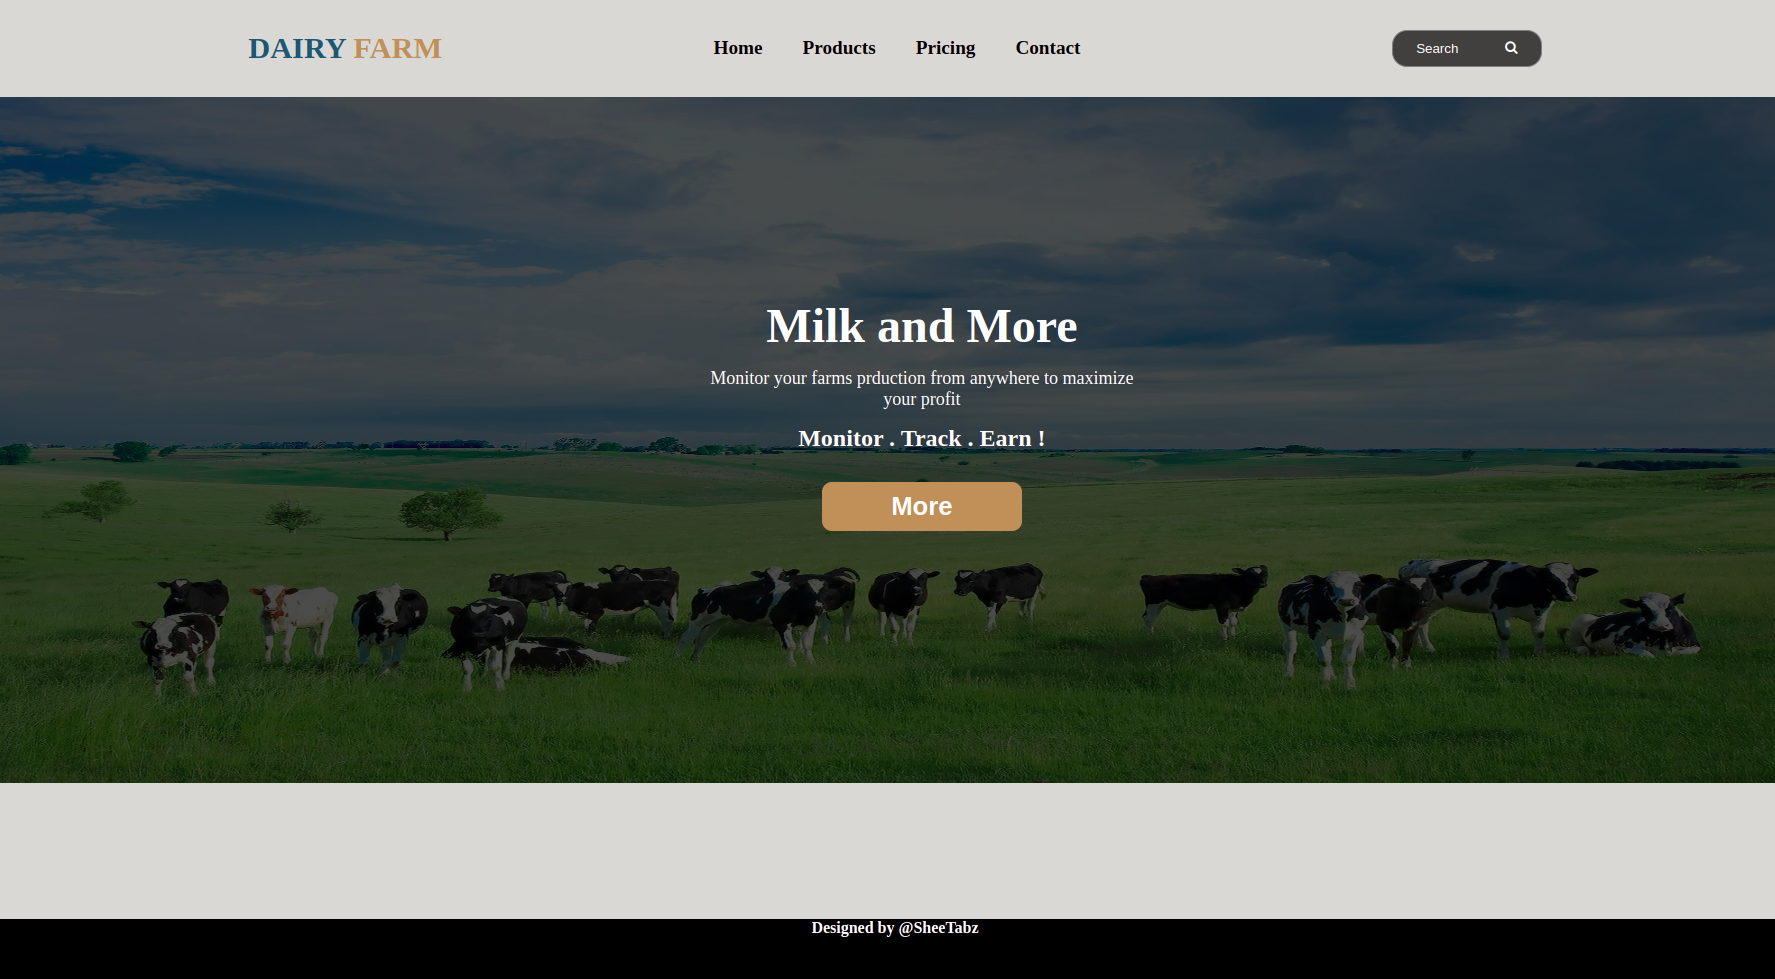 DAIRY FARM
Home Products Pricing Contact
Search
Milk and More
Monitor your farms prduction from anywhere to maximize
your profit
Monitor . Track . Earn !
More
Designed by @SheeTabz